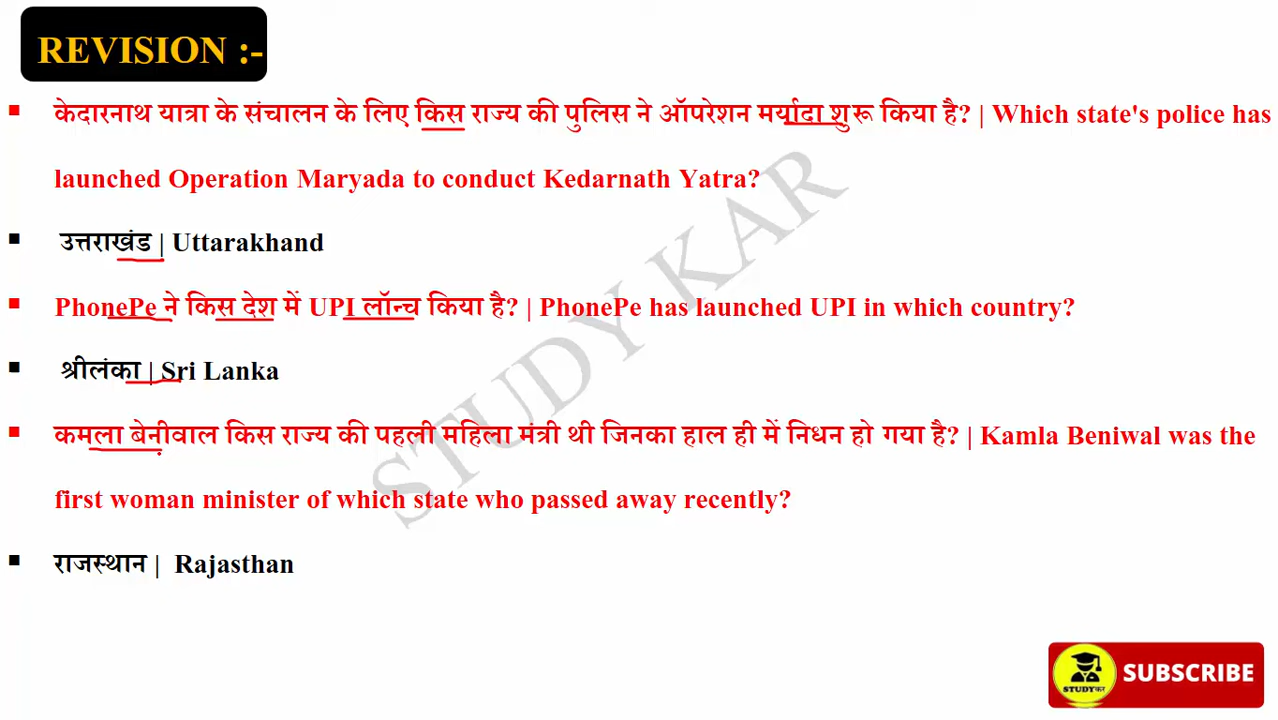 REVISION :-
केदारनाथ यात्रा के संचालन के लिए किस राज्य की पुलिस ने ऑपरेशन मर्यादा शुरू किया है? | Which state's police has
launched Operation Maryada to conduct Kedarnath Yatra?
उत्तराखंड | Uttarakhand
PhonePe ने किस देश में UPI लॉन्च किया है? | PhonePe has launched UPI in which country?
श्रीलंका | Sri Lanka
कमला बेनीवाल किस राज्य की पहली महिला मंत्री थी जिनका हाल ही में निधन हो गया है? | Kamla Beniwal was the
first woman minister of which state who passed away recently?
राजस्थान | Rajasthan
STUDY KAR
STUDYकर
SUBSCRIBE